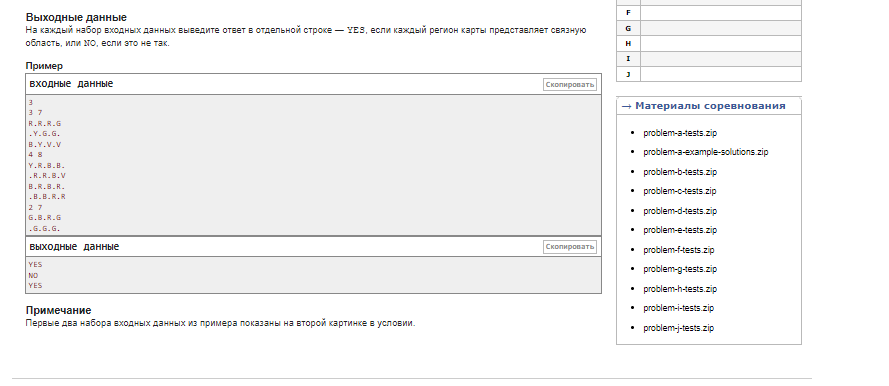 Выходные данные
На каждый набор входных данных выведите ответ в отдельной строке — YES, если каждый регион карты представляет связную
область, или NO, если это не так.
Пример
входные данные
Скопировать
3
3 7
R.R.R.G
.Y.G.G.
B.Y.V.V
4 8
Y.R.B.B.
.R.R.B.V
B.R.B.R.
.B.B.R.R
2 7
G.B.R.G
.G.G.G.
выходные данные
Скопировать
YES
NO
YES
Примечание
Первые два набора входных данных из примера показаны на второй картинке в условии.
F
G
H
I
J
→ Материалы соревнования
• problem-a-tests.zip
• problem-a-example-solutions.zip
• problem-b-tests.zip
• problem-c-tests.zip
• problem-d-tests.zip
• problem-e-tests.zip
• problem-f-tests.zip
• problem-g-tests.zip
• problem-h-tests.zip
• problem-i-tests.zip
• problem-j-tests.zip